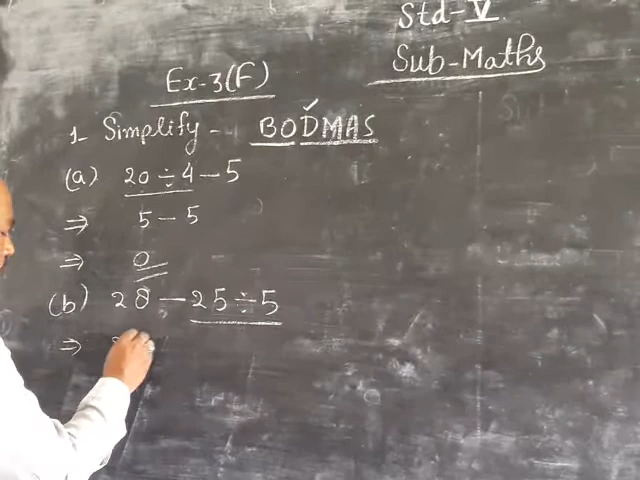 Std-V
Sub-Maths
Ex-3(F)
1- Simplify - BODMAS
(a) 20 ÷ 4 - 5
⇒ 5 - 5
⇒ 0
(b) 28 - 25 ÷ 5
⇒